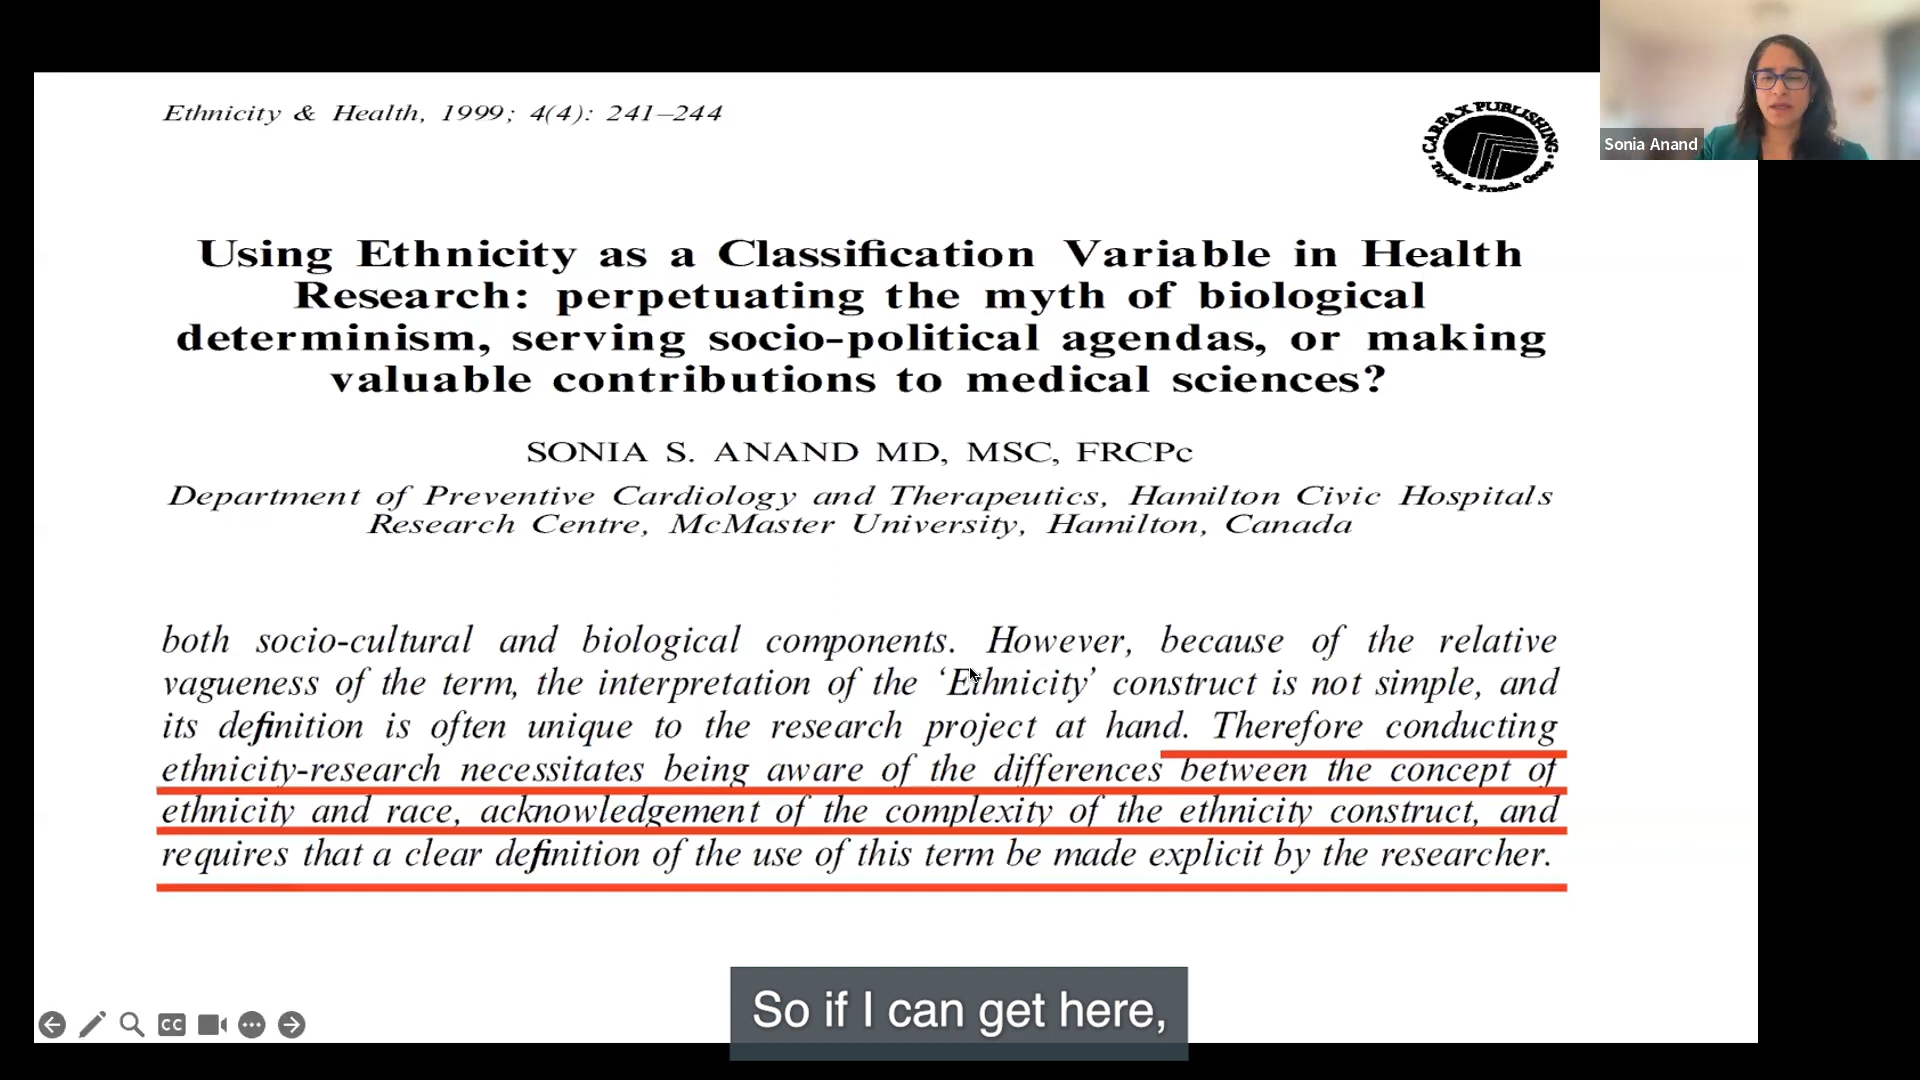 Ethnicity & Health, 1999; 4(4): 241–244
CARFAX PUBLISHING
Taylor & Francis Group
Sonia Anand
Using Ethnicity as a Classification Variable in Health
Research: perpetuating the myth of biological
determinism, serving socio-political agendas, or making
valuable contributions to medical sciences?
SONIA S. ANAND MD, MSC, FRCPc
Department of Preventive Cardiology and Therapeutics, Hamilton Civic Hospitals
Research Centre, McMaster University, Hamilton, Canada
both socio-cultural and biological components. However, because of the relative
vagueness of the term, the interpretation of the ‘Ethnicity’ construct is not simple, and
its definition is often unique to the research project at hand. Therefore conducting
ethnicity-research necessitates being aware of the differences between the concept of
ethnicity and race, acknowledgement of the complexity of the ethnicity construct, and
requires that a clear definition of the use of this term be made explicit by the researcher.
So if I can get here,
CC